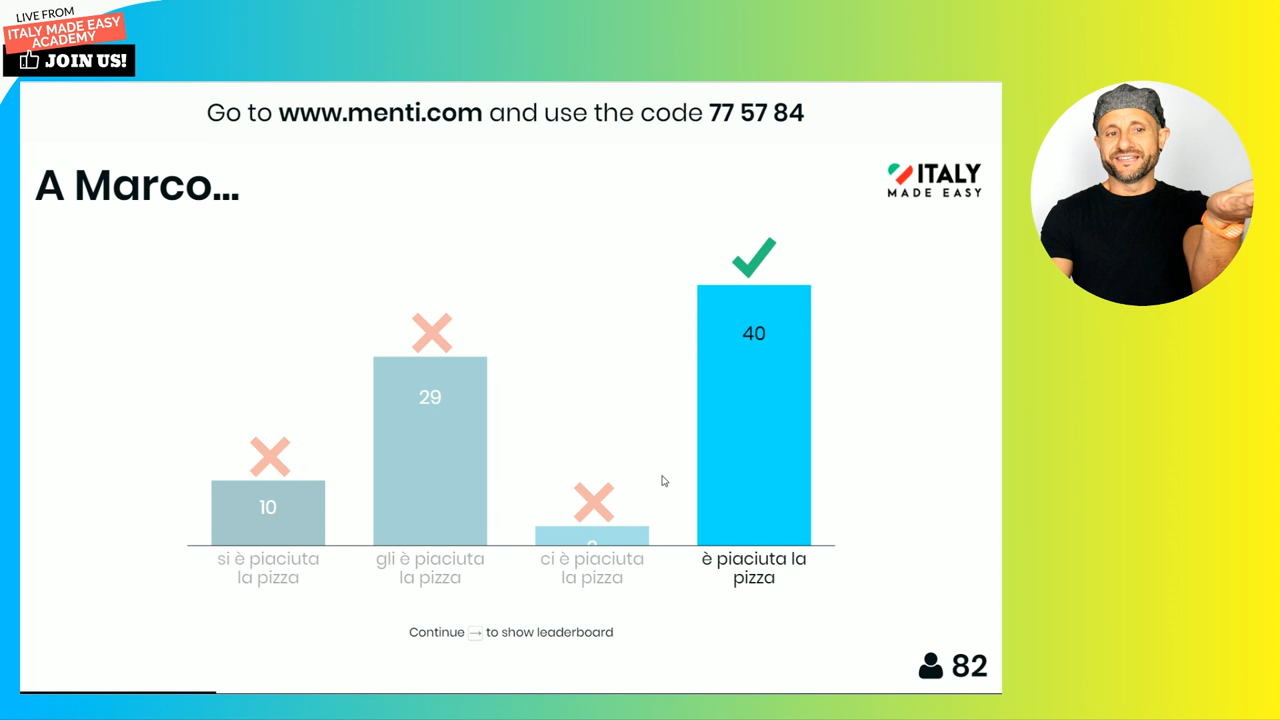 LIVE FROM
ITALY MADE EASY
ACADEMY
JOIN US!
Go to www.menti.com and use the code 77 57 84
A Marco...
ITALY
MADE EASY
40
29
10
si è piaciuta
la pizza
gli è piaciuta
la pizza
ci è piaciuta
la pizza
è piaciuta la
pizza
Continue → to show leaderboard
82